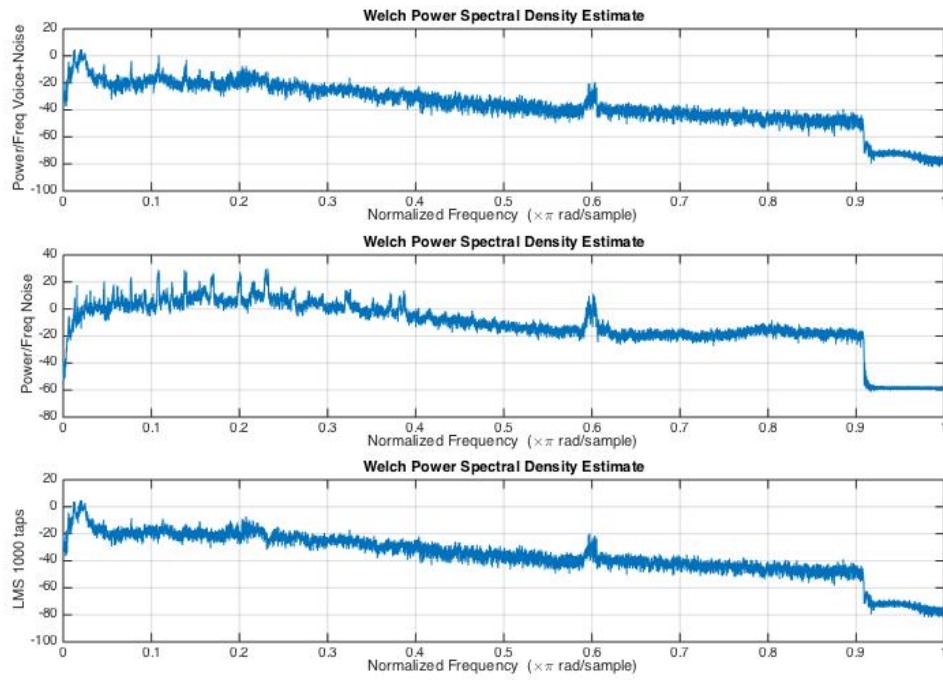 Welch Power Spectral Density Estimate
Power/Freq Voice+Noise
20
0
-20
-40
-60
-80
-100
0 0.1 0.2 0.3 0.4 0.5 0.6 0.7 0.8 0.9 1
Normalized Frequency (×π rad/sample)
Welch Power Spectral Density Estimate
Power/Freq Noise
40
20
0
-20
-40
-60
-80
0 0.1 0.2 0.3 0.4 0.5 0.6 0.7 0.8 0.9 1
Normalized Frequency (×π rad/sample)
Welch Power Spectral Density Estimate
LMS 1000 taps
20
0
-20
-40
-60
-80
-100
0 0.1 0.2 0.3 0.4 0.5 0.6 0.7 0.8 0.9 1
Normalized Frequency (×π rad/sample)